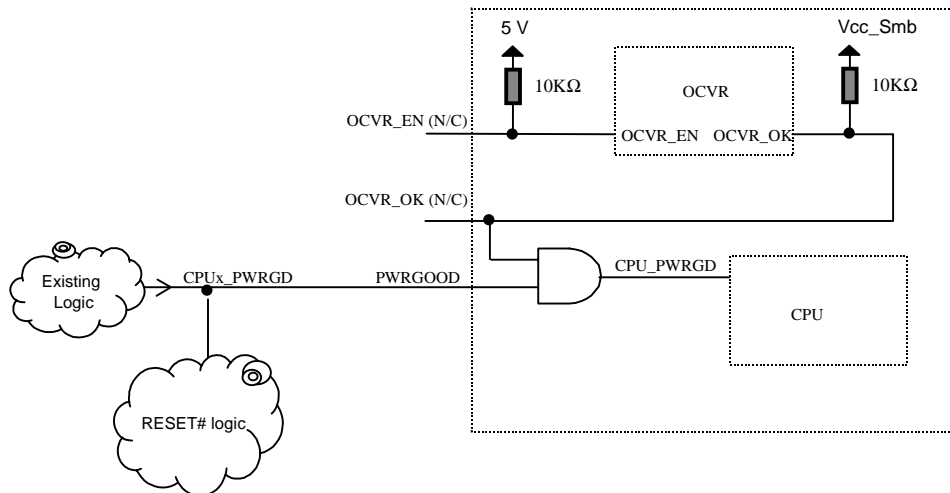 5 V
Vcc_Smb
10KΩ
OCVR
10KΩ
OCVR_EN (N/C)
OCVR_EN OCVR_OK
OCVR_OK (N/C)
Existing
Logic
CPUx_PWRGD
PWRGOOD
CPU_PWRGD
CPU
RESET# logic